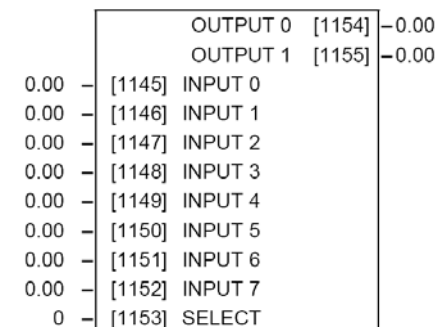 OUTPUT 0 [1154] –0.00
OUTPUT 1 [1155] –0.00
0.00 – [1145] INPUT 0
0.00 – [1146] INPUT 1
0.00 – [1147] INPUT 2
0.00 – [1148] INPUT 3
0.00 – [1149] INPUT 4
0.00 – [1150] INPUT 5
0.00 – [1151] INPUT 6
0.00 – [1152] INPUT 7
0 – [1153] SELECT